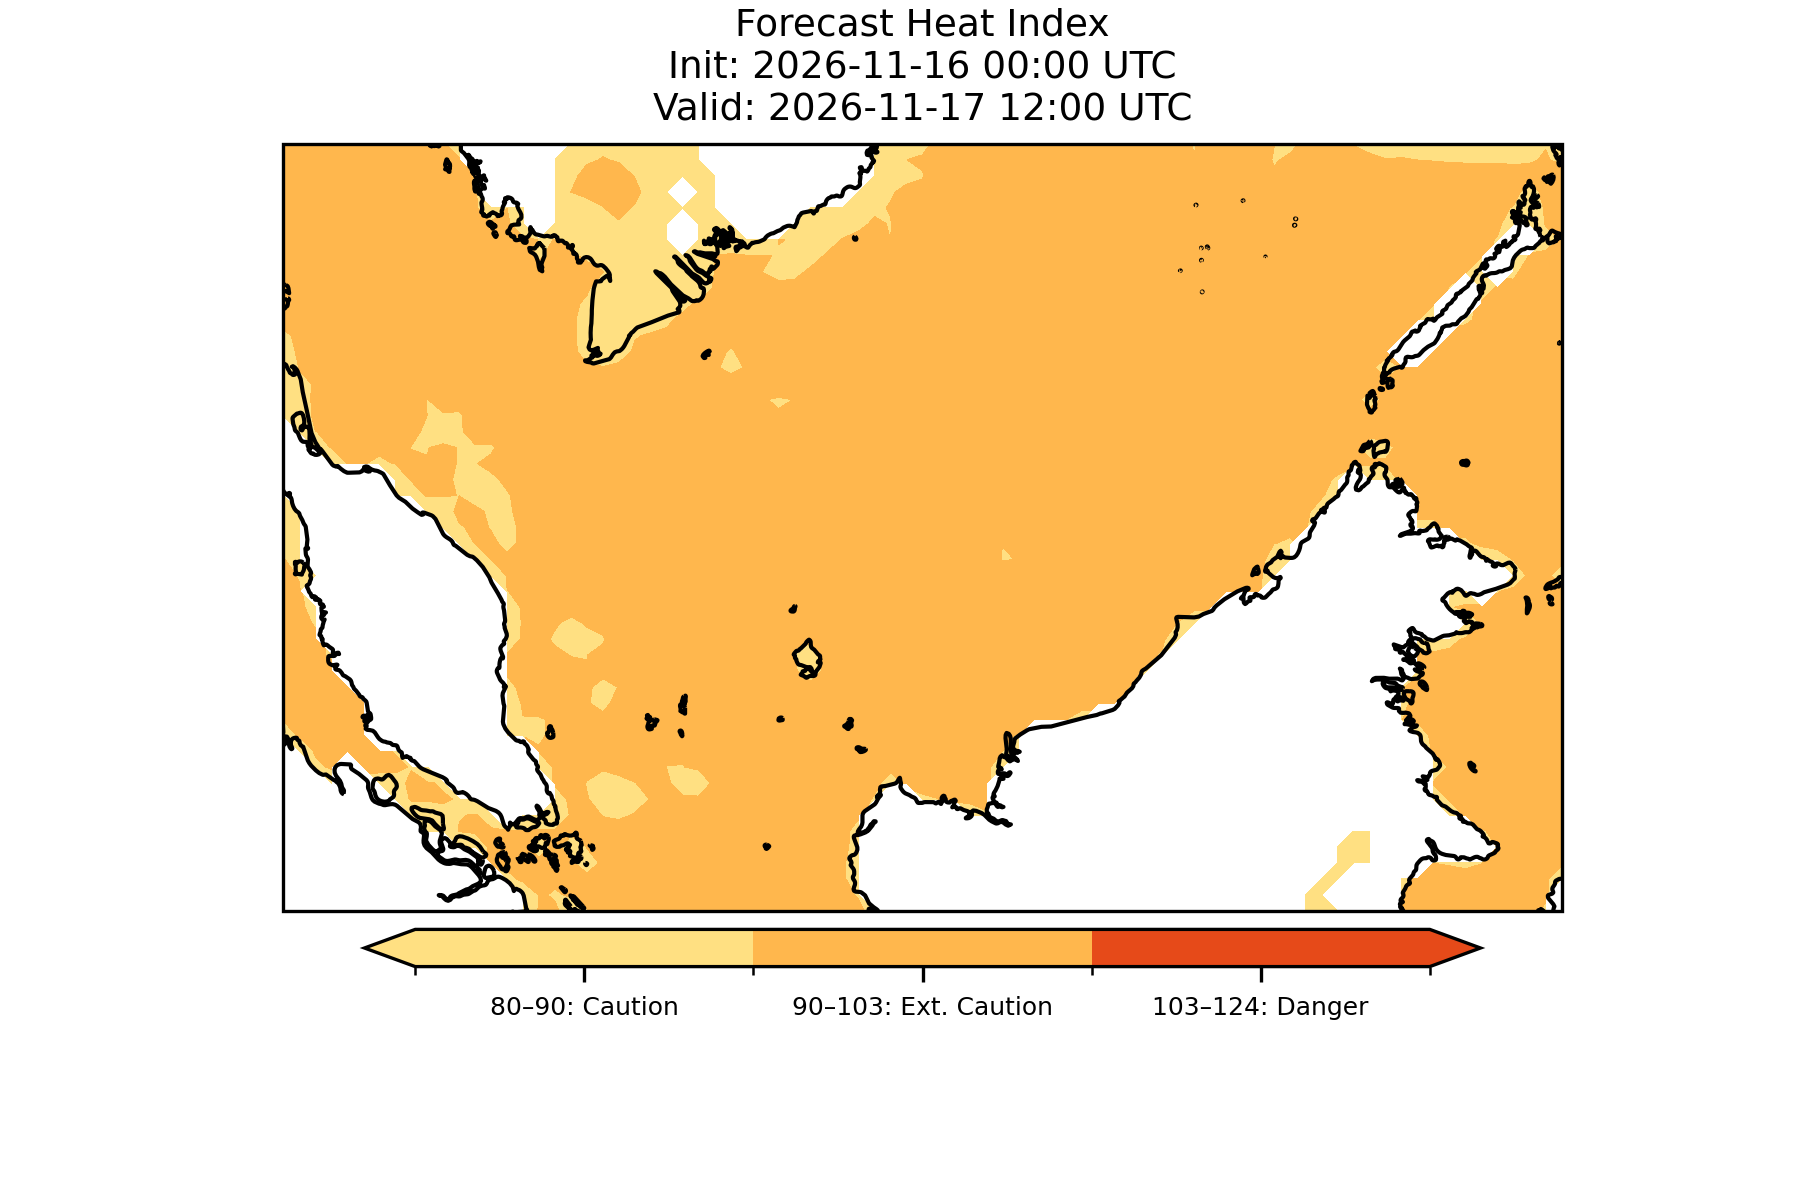 Forecast Heat Index
Init: 2026-11-16 00:00 UTC
Valid: 2026-11-17 12:00 UTC
80–90: Caution
90–103: Ext. Caution
103–124: Danger